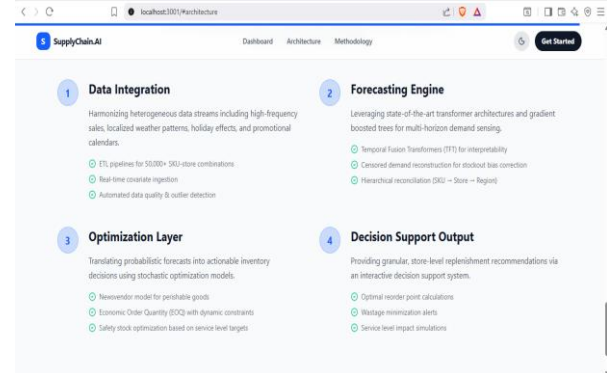 localhost:3001/#architecture
S SupplyChain.AI
Dashboard Architecture Methodology
Get Started
1 Data Integration
Harmonizing heterogeneous data streams including high-frequency
sales, localized weather patterns, holiday effects, and promotional
calendars.
ETL pipelines for 50,000+ SKU-store combinations
Real-time covariate ingestion
Automated data quality & outlier detection
2 Forecasting Engine
Leveraging state-of-the-art transformer architectures and gradient
boosted trees for multi-horizon demand sensing.
Temporal Fusion Transformers (TFT) for interpretability
Censored demand reconstruction for stockout bias correction
Hierarchical reconciliation (SKU → Store → Region)
3 Optimization Layer
Translating probabilistic forecasts into actionable inventory
decisions using stochastic optimization models.
Newsvendor model for perishable goods
Economic Order Quantity (EOQ) with dynamic constraints
Safety stock optimization based on service level targets
4 Decision Support Output
Providing granular, store-level replenishment recommendations via
an interactive decision support system.
Optimal reorder point calculations
Wastage minimization alerts
Service level impact simulations